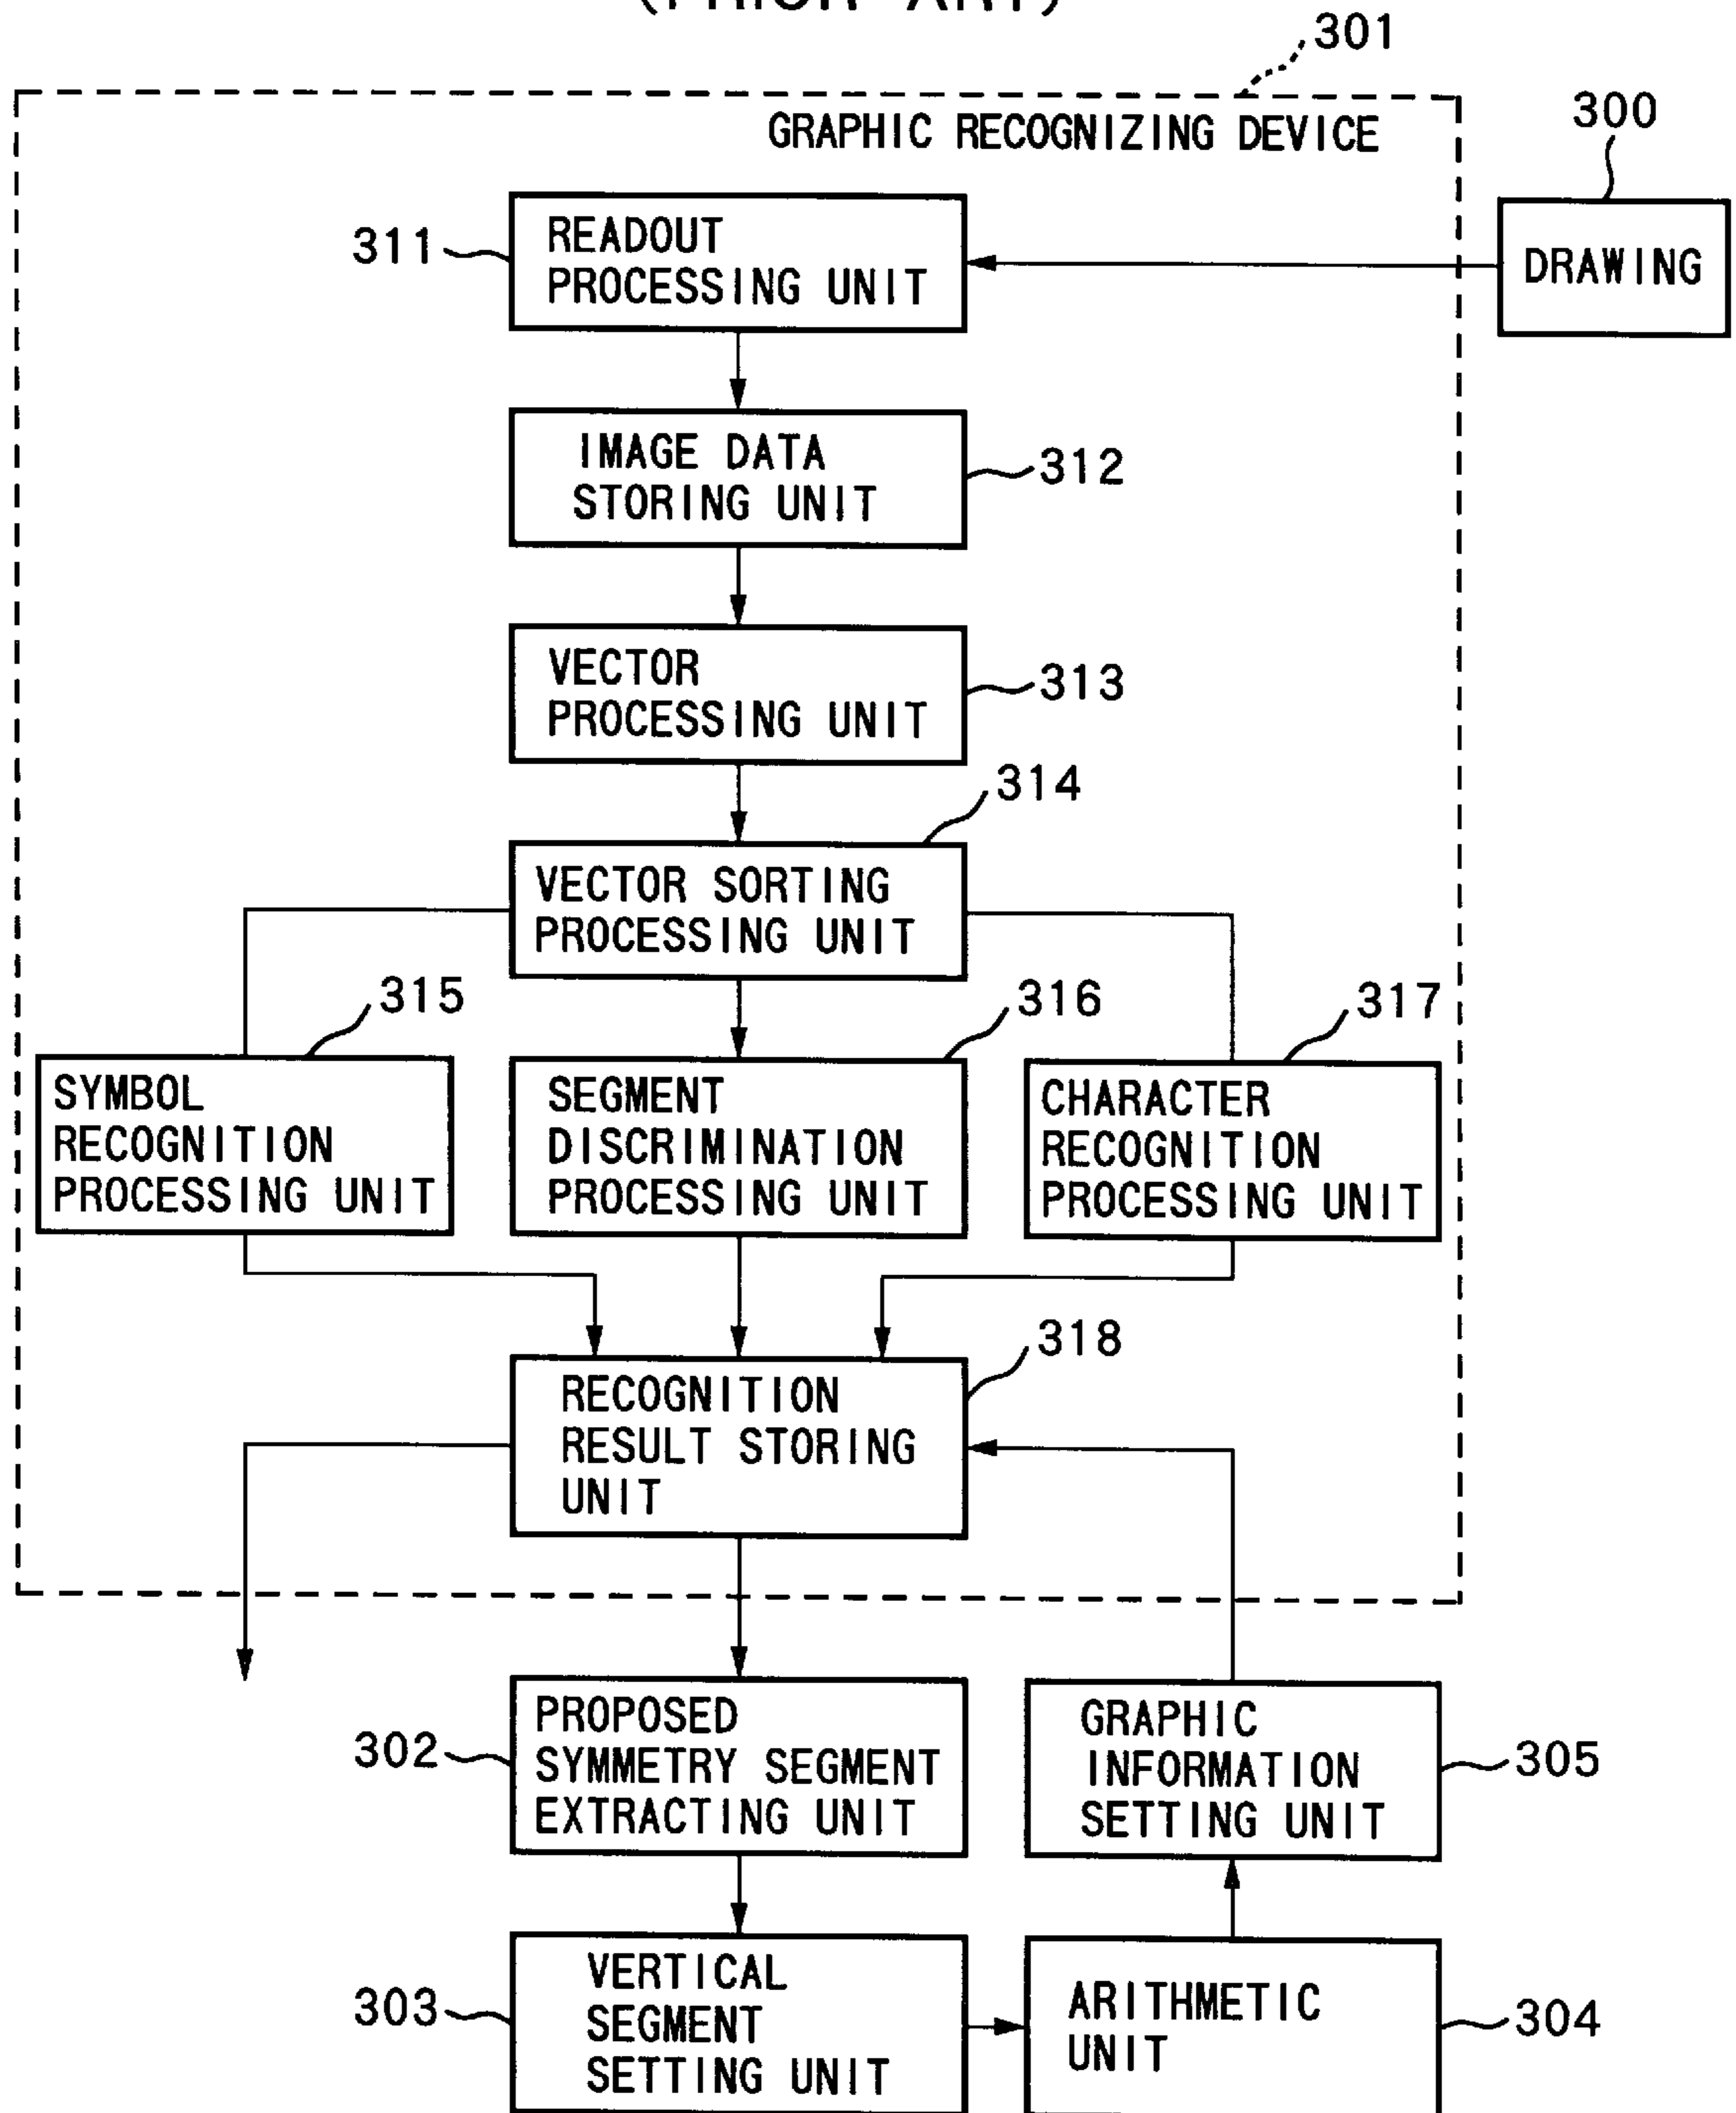 (PRIOR ART)
301
GRAPHIC RECOGNIZING DEVICE
300
311
READOUT
PROCESSING UNIT
DRAWING
IMAGE DATA
STORING UNIT
312
VECTOR
PROCESSING UNIT
313
314
VECTOR SORTING
PROCESSING UNIT
315
316
317
SYMBOL
RECOGNITION
PROCESSING UNIT
SEGMENT
DISCRIMINATION
PROCESSING UNIT
CHARACTER
RECOGNITION
PROCESSING UNIT
318
RECOGNITION
RESULT STORING
UNIT
302
PROPOSED
SYMMETRY SEGMENT
EXTRACTING UNIT
GRAPHIC
INFORMATION
SETTING UNIT
305
303
VERTICAL
SEGMENT
SETTING UNIT
ARITHMETIC
UNIT
304